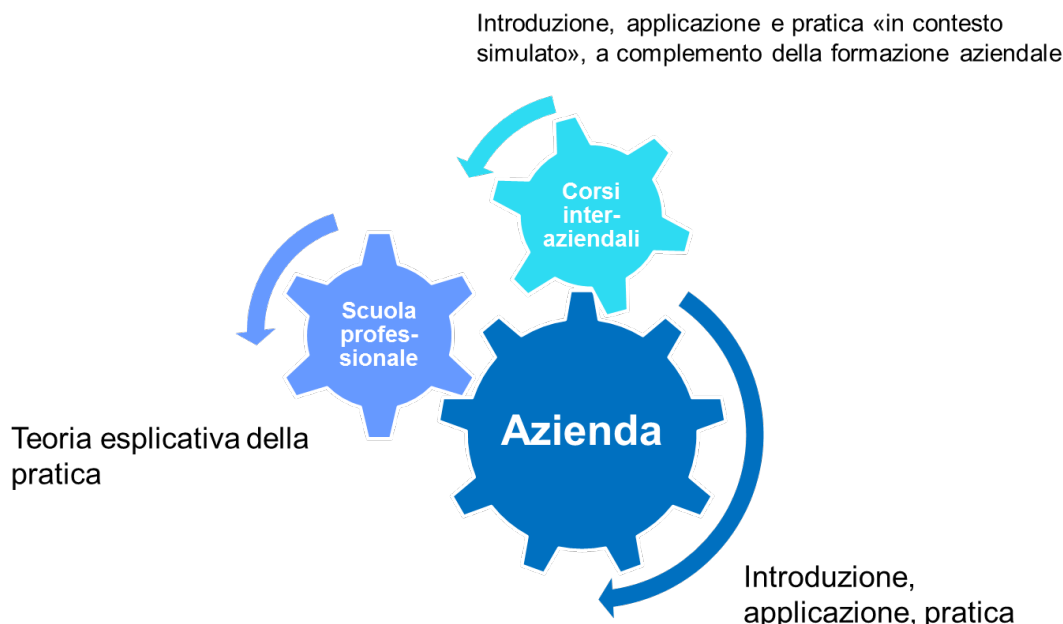 Introduzione, applicazione e pratica «in contesto
simulato», a complemento della formazione aziendale
Corsi
inter-
aziendali
Scuola
profes-
sionale
Azienda
Teoria esplicativa della
pratica
Introduzione,
applicazione, pratica